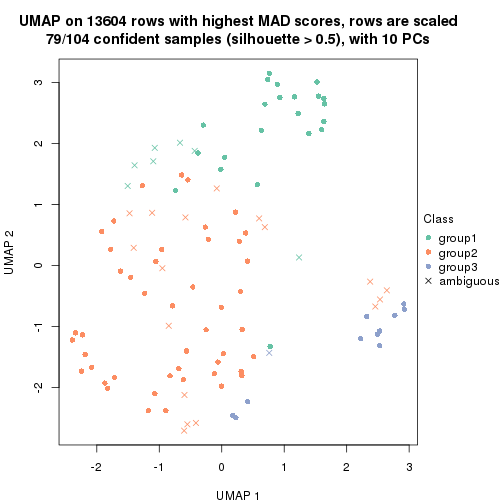 UMAP on 13604 rows with highest MAD scores, rows are scaled
79/104 confident samples (silhouette > 0.5), with 10 PCs
3
2
1
0
-1
-2
UMAP 2
-2 -1 0 1 2 3
UMAP 1
Class
group1
group2
group3
ambiguous